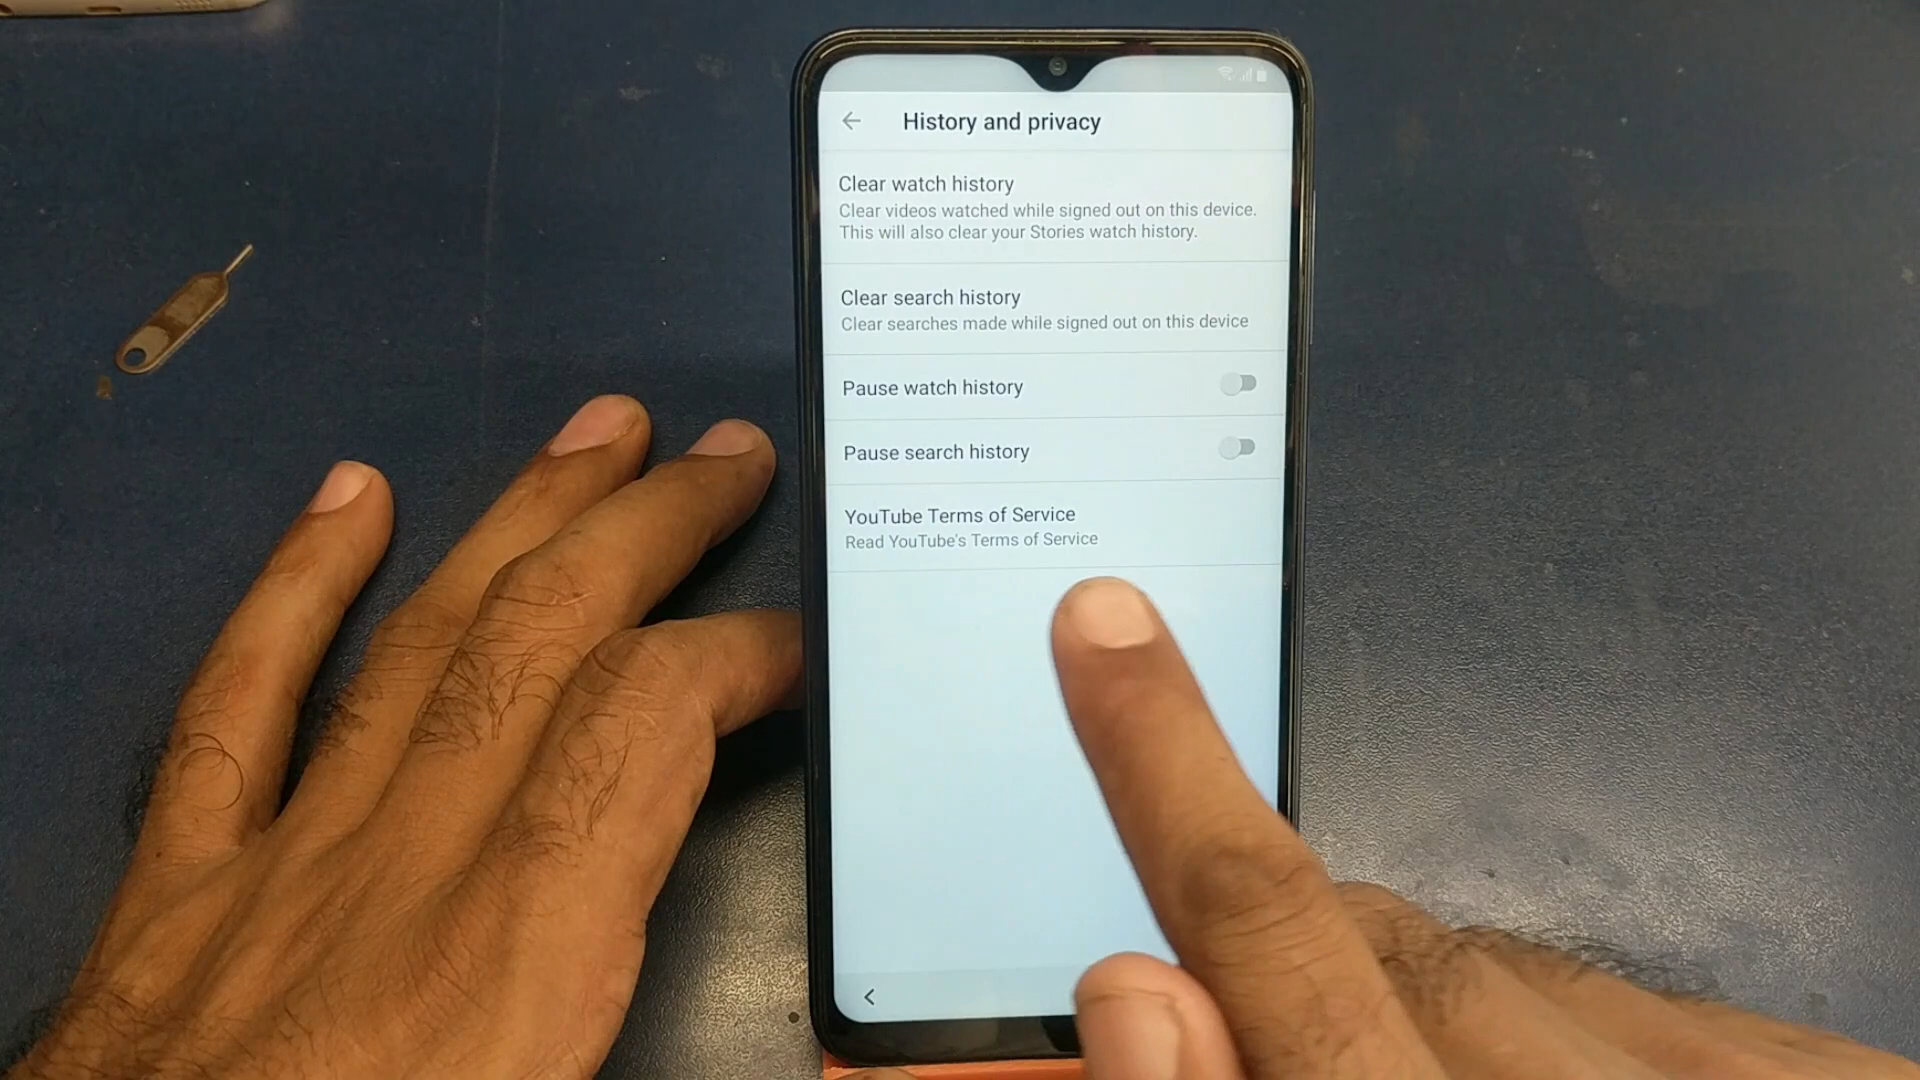 History and privacy
Clear watch history
Clear videos watched while signed out on this device.
This will also clear your Stories watch history.
Clear search history
Clear searches made while signed out on this device
Pause watch history
Pause search history
YouTube Terms of Service
Read YouTube's Terms of Service